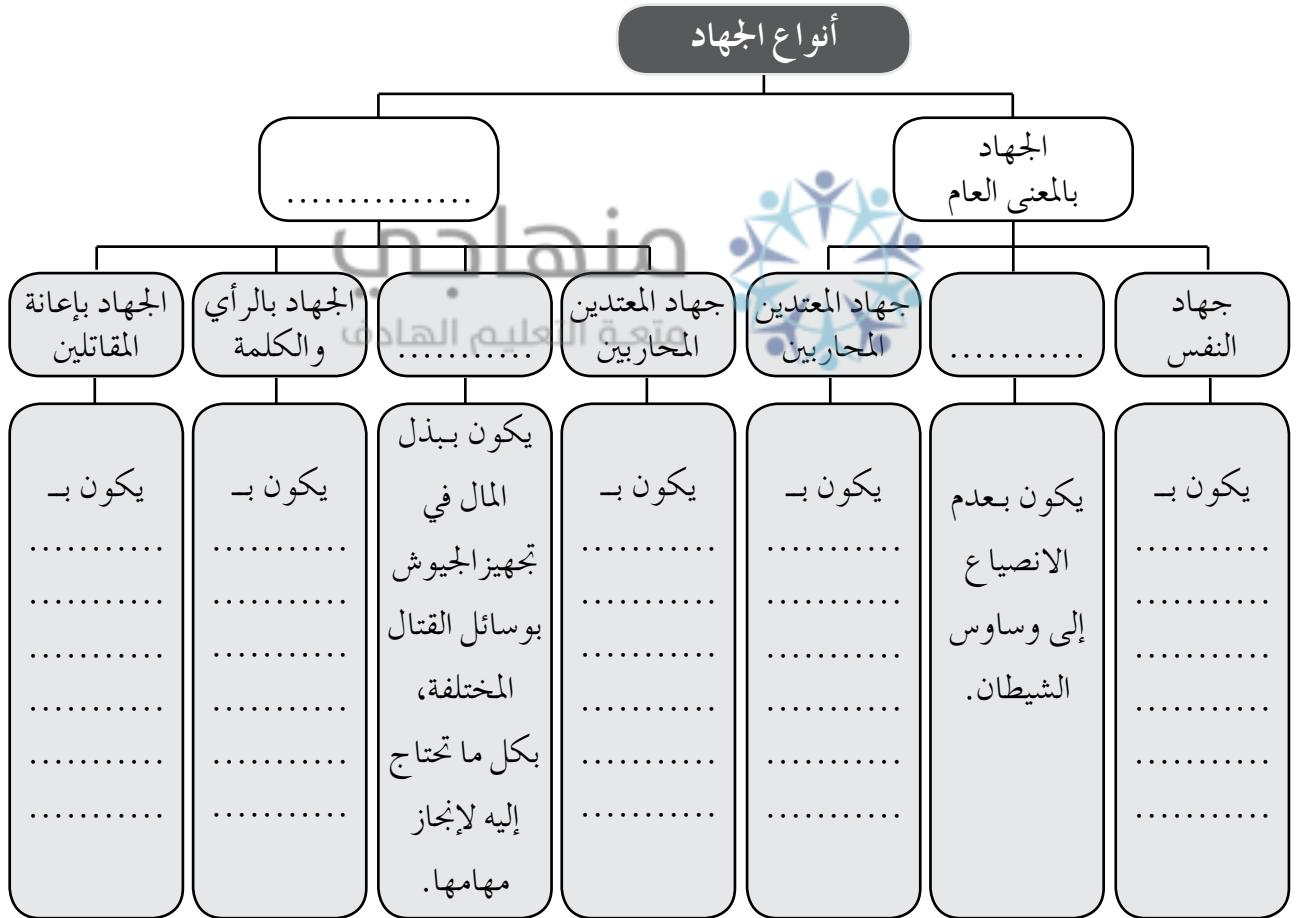 أنواع الجهاد
الجهاد
بالمعنى العام
...............
جهاد
النفس
...........
جهاد المعتدين
المحاربين
جهاد المعتدين
المحاربين
...........
الجهاد بالرأي
والكلمة
الجهاد بإعانة
المقاتلين
منهاجي
متعة التعليم الهادف
يكون بـ
...........
...........
...........
...........
...........
...........
يكون بعدم
الانصياع
إلى وساوس
الشيطان.
يكون بـ
...........
...........
...........
...........
...........
...........
يكون بـ
...........
...........
...........
...........
...........
...........
يكون ببذل
المال في
تجهيز الجيوش
بوسائل القتال
المختلفة،
بكل ما تحتاج
إليه لإنجاز
مهامها.
يكون بـ
...........
...........
...........
...........
...........
...........
يكون بـ
...........
...........
...........
...........
...........
...........